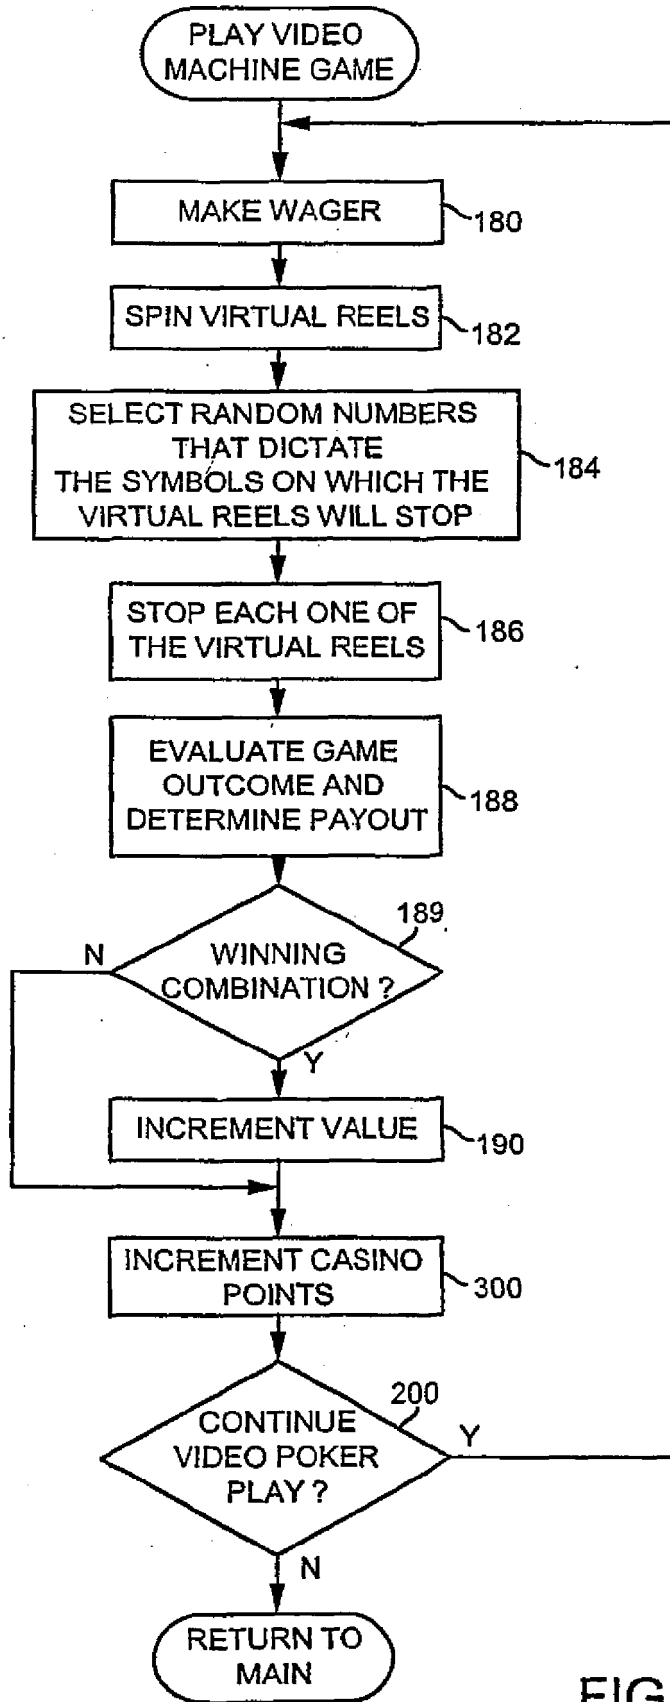 PLAY VIDEO
MACHINE GAME
MAKE WAGER
180
SPIN VIRTUAL REELS
182
SELECT RANDOM NUMBERS
THAT DICTATE
THE SYMBOLS ON WHICH THE
VIRTUAL REELS WILL STOP
184
STOP EACH ONE OF
THE VIRTUAL REELS
186
EVALUATE GAME
OUTCOME AND
DETERMINE PAYOUT
188
189
N
WINNING
COMBINATION ?
Y
INCREMENT VALUE
190
INCREMENT CASINO
POINTS
300
200
CONTINUE
VIDEO POKER
PLAY ?
Y
N
RETURN TO
MAIN
FIG